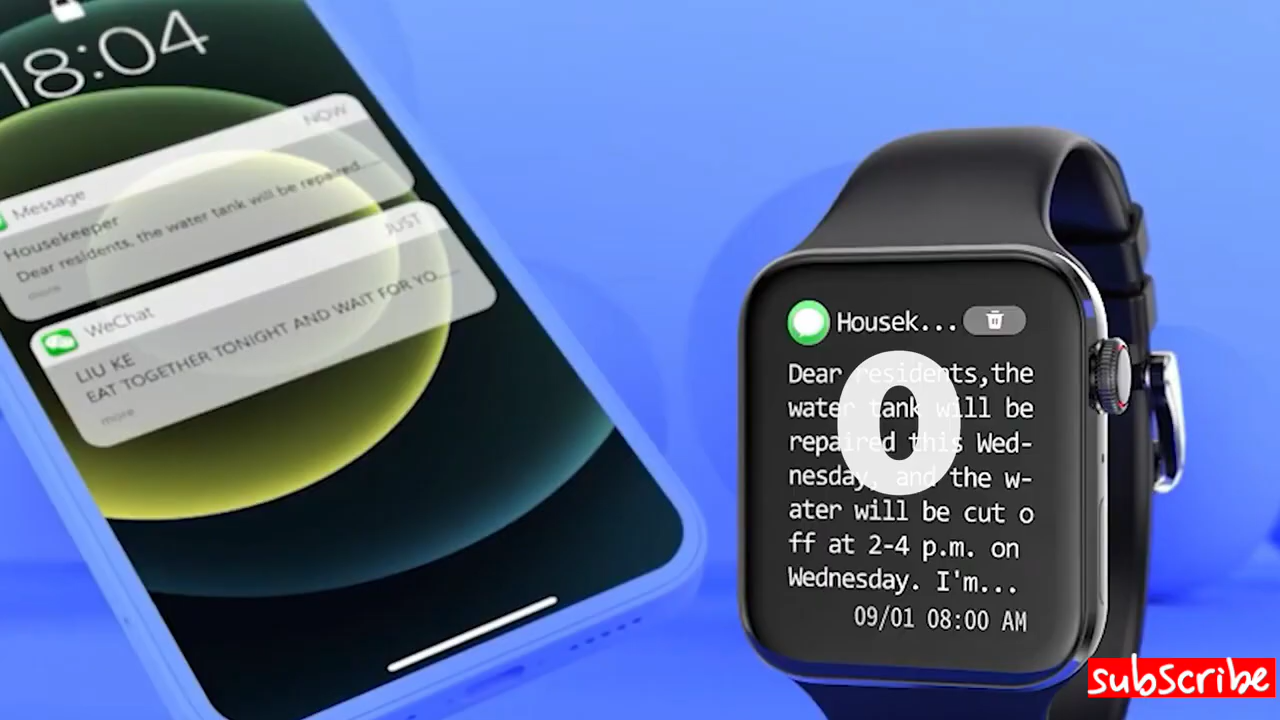 18:04
NOW
Message
Housekeeper
Dear residents, the water tank will be repaired......
more
JUST
WeChat
LIU KE
EAT TOGETHER TONIGHT AND WAIT FOR YO......
more
Housek...
Dear residents,the
water tank will be
repaired this Wed-
nesday, and the w-
ater will be cut o
ff at 2-4 p.m. on
Wednesday. I'm...
09/01 08:00 AM
0
subscribe